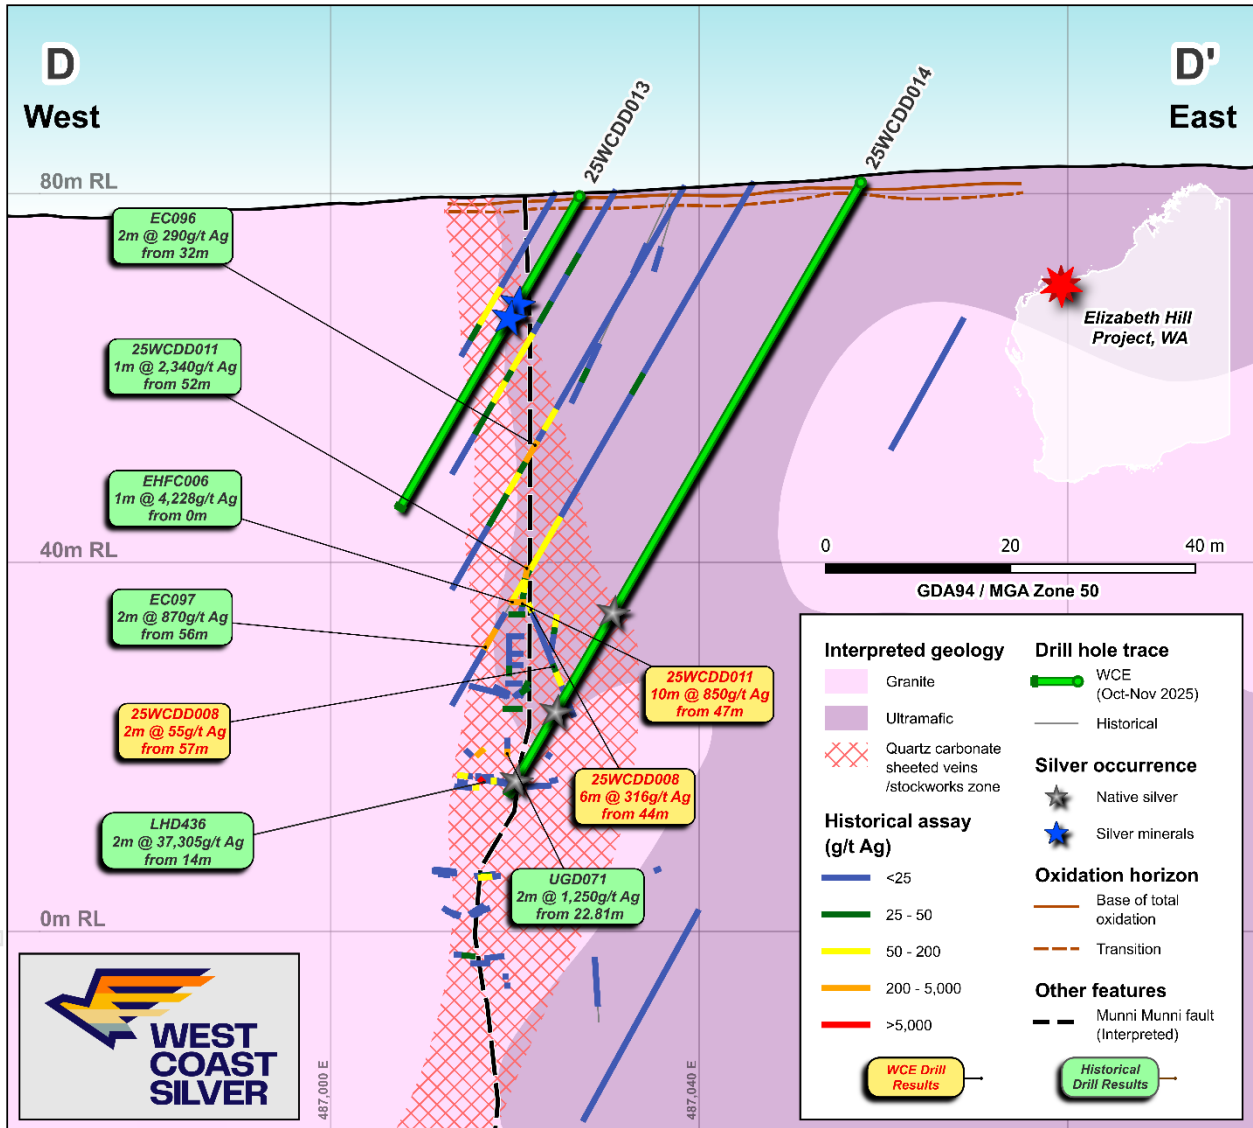 D
West
D'
East
25WCDD013
25WCDD014
80m RL
EC096
2m @ 290g/t Ag
from 32m
25WCDD011
1m @ 2,340g/t Ag
from 52m
EHFC006
1m @ 4,228g/t Ag
from 0m
40m RL
EC097
2m @ 870g/t Ag
from 56m
25WCDD008
2m @ 55g/t Ag
from 57m
LHD436
2m @ 37,305g/t Ag
from 14m
0m RL
25WCDD011
10m @ 850g/t Ag
from 47m
25WCDD008
6m @ 316g/t Ag
from 44m
UGD071
2m @ 1,250g/t Ag
from 22.81m
Elizabeth Hill
Project, WA
0 20 40 m
GDA94 / MGA Zone 50
Interpreted geology
Granite
Ultramafic
Quartz carbonate
sheeted veins
/stockworks zone
Historical assay
(g/t Ag)
<25
25 - 50
50 - 200
200 - 5,000
>5,000
WCE Drill
Results
Drill hole trace
WCE
(Oct-Nov 2025)
Historical
Silver occurrence
Native silver
Silver minerals
Oxidation horizon
Base of total
oxidation
Transition
Other features
Munni Munni fault
(Interpreted)
Historical
Drill Results
WEST
COAST
SILVER
487,000 E
487,040 E